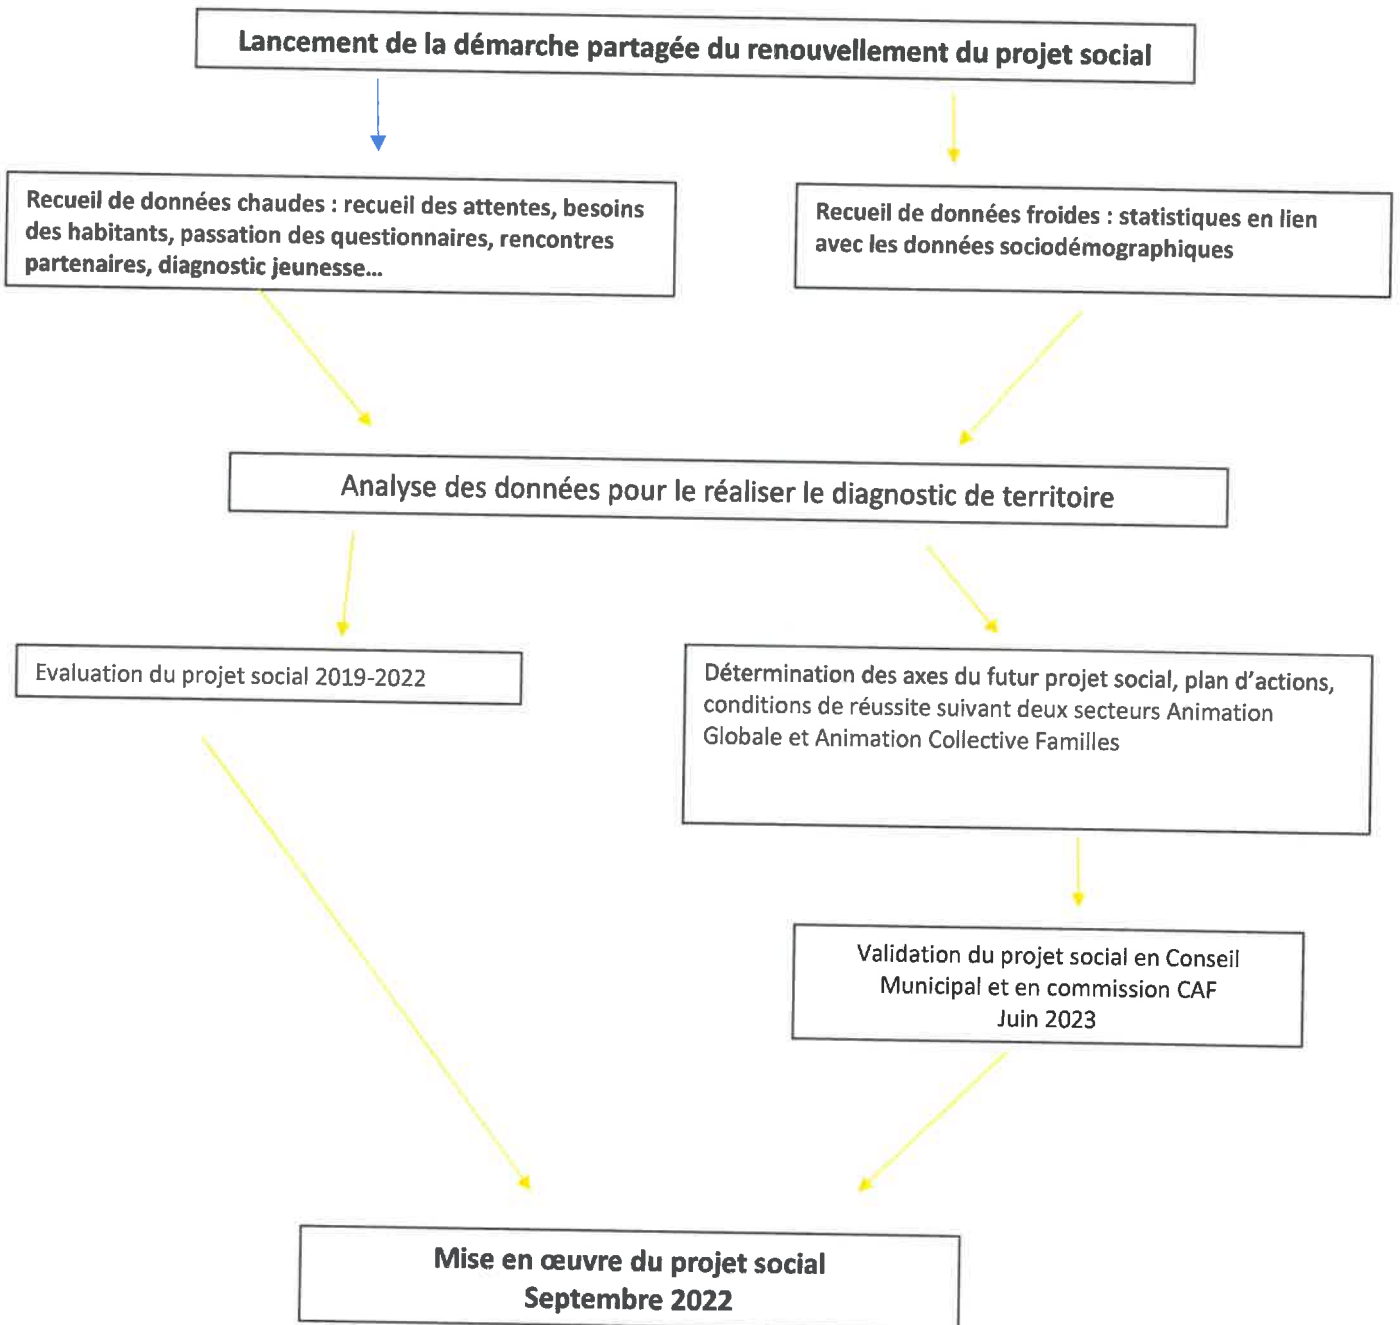 Lancement de la démarche partagée du renouvellement du projet social
Recueil de données chaudes : recueil des attentes, besoins
des habitants, passation des questionnaires, rencontres
partenaires, diagnostic jeunesse...
Recueil de données froides : statistiques en lien
avec les données sociodémographiques
Analyse des données pour le réaliser le diagnostic de territoire
Evaluation du projet social 2019-2022
Détermination des axes du futur projet social, plan d'actions,
conditions de réussite suivant deux secteurs Animation
Globale et Animation Collective Familles
Validation du projet social en Conseil
Municipal et en commission CAF
Juin 2023
Mise en œuvre du projet social
Septembre 2022